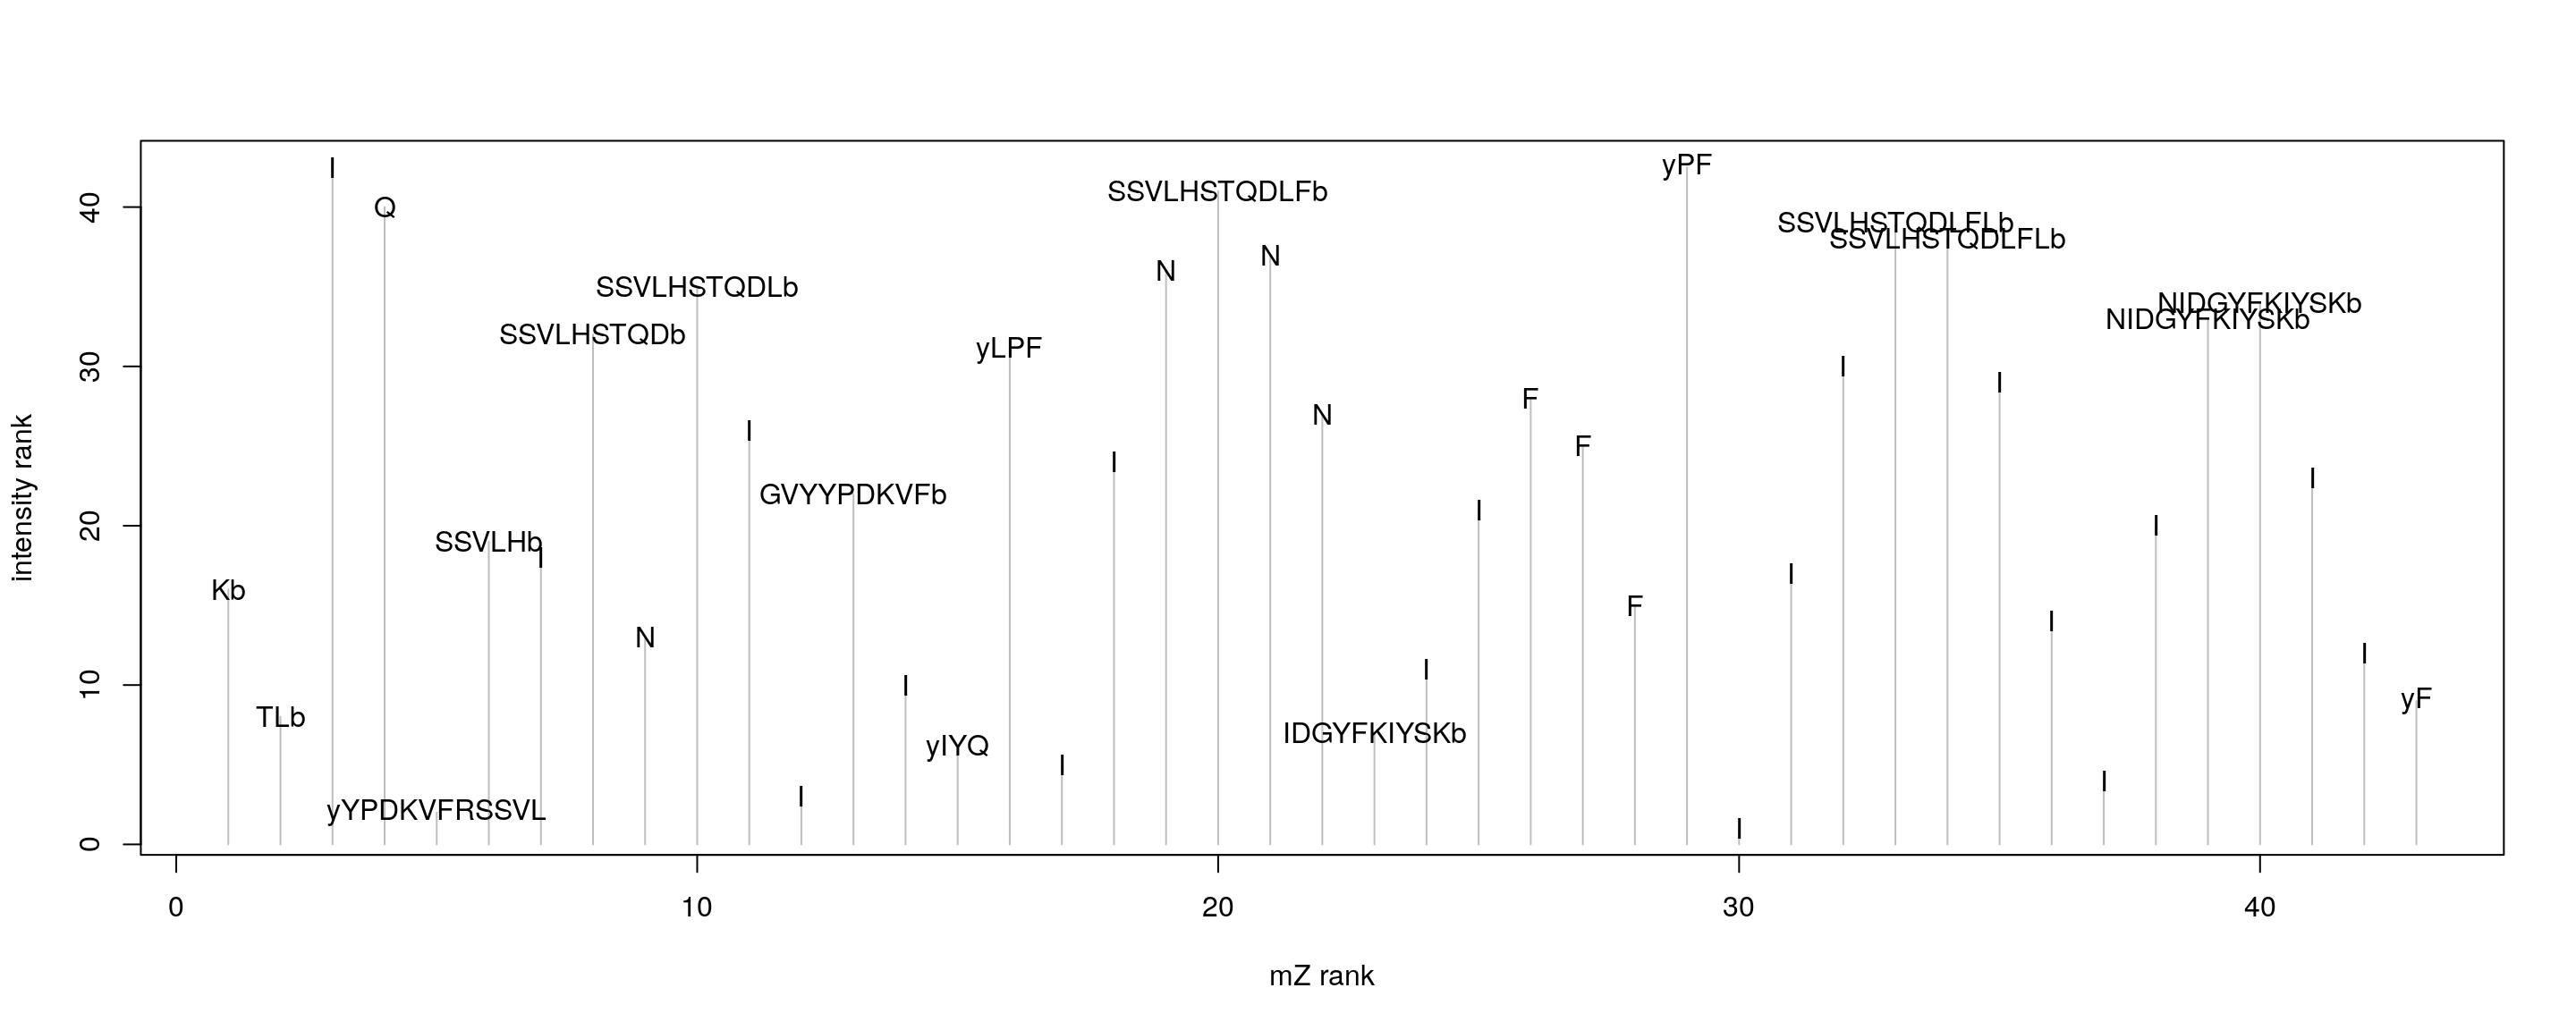 I
yPF
SSVLHSTQDLFb
Q
SSVLHSTQDLFLb
SSVLHSTQDLFLb
N
N
SSVLHSTQDLb
NIDGYFKIYSKb
NIDGYFKIYSKb
SSVLHSTQDb
yLPF
I
I
F
N
I
F
I
I
GVYYPDKVFb
I
I
SSVLHb
I
I
Kb
F
I
N
I
I
I
yF
TLb
IDGYFKIYSKb
yIYQ
I
I
I
yYPDKVFRSSVL
I
40
30
20
10
0
intensity rank
0 10 20 30 40
mZ rank